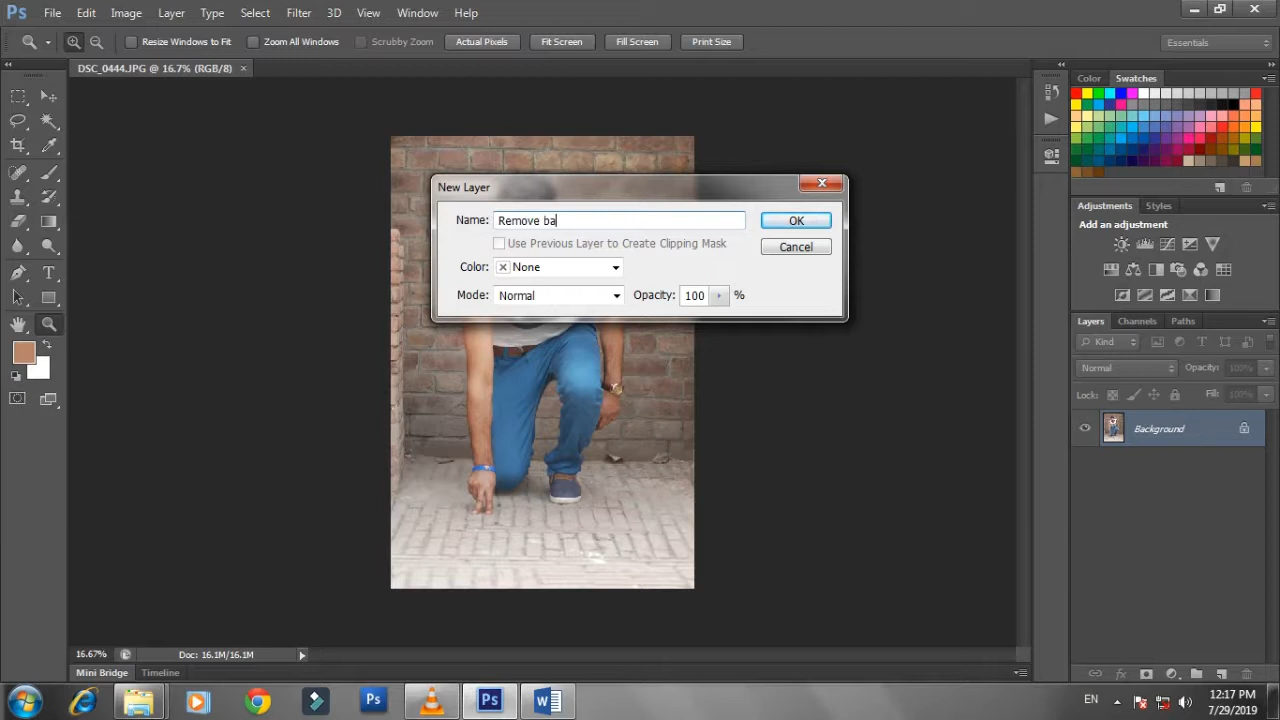 Ps File Edit Image Layer Type Select Filter 3D View Window Help
Resize Windows to Fit Zoom All Windows Scrubby Zoom Actual Pixels Fit Screen Fill Screen Print Size Essentials
DSC_0444.JPG @ 16.7% (RGB/8) ×
Color Swatches
New Layer
Name: Remove ba OK
Use Previous Layer to Create Clipping Mask Cancel
Color: None
Mode: Normal Opacity: 100 %
Adjustments Styles
Add an adjustment
Layers Channels Paths
Kind
Normal Opacity: 100%
Lock: Fill: 100%
Background
16.67% Doc: 16.1M/16.1M
Mini Bridge Timeline
Ps Ps EN 12:17 PM
7/29/2019